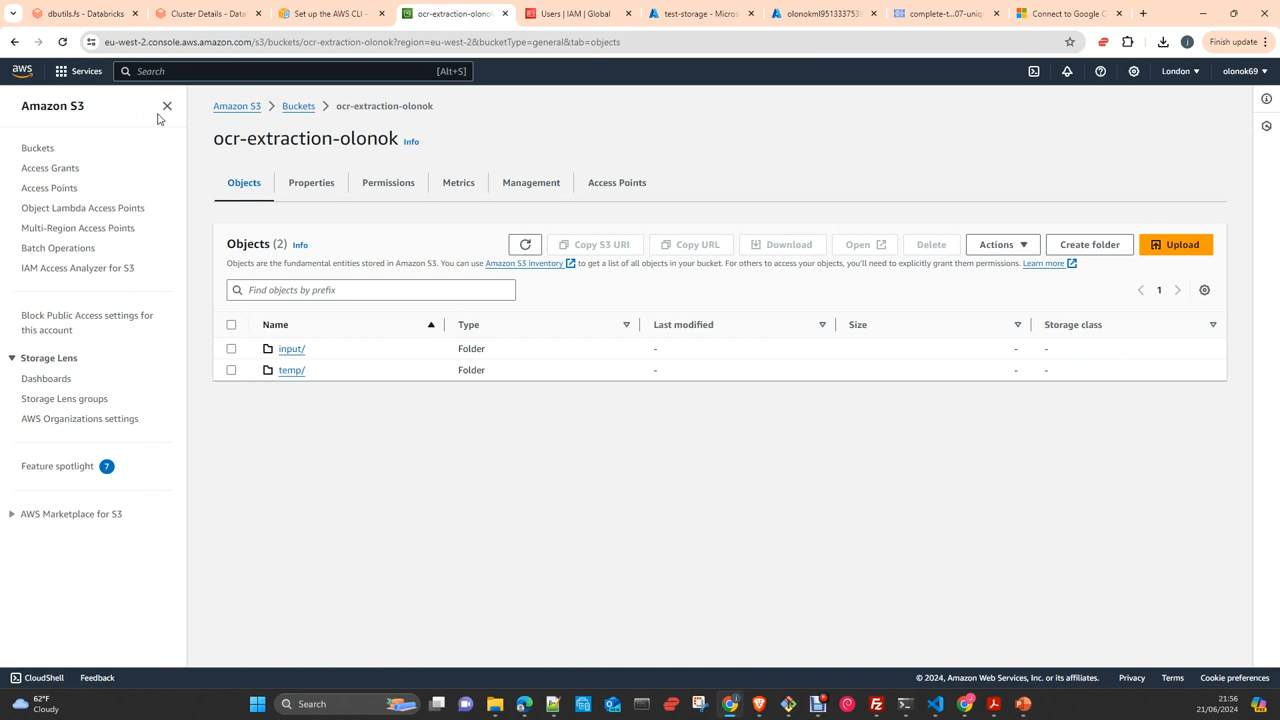 dbutils.fs - Databricks
Cluster Details - Data
Set up the AWS CLI -
ocr-extraction-olonok
Users | IAM | Global
test-storage - Micros
olonokml951333753
complete-t...07-uniq
Connect to Google C
eu-west-2.console.aws.amazon.com/s3/buckets/ocr-extraction-olonok?region=eu-west-2&bucketType=general&tab=objects
Finish update
aws
Services
Search
[Alt+S]
London
olonok69
Amazon S3
Amazon S3 > Buckets > ocr-extraction-olonok
ocr-extraction-olonok Info
Buckets
Access Grants
Access Points
Object Lambda Access Points
Multi-Region Access Points
Batch Operations
IAM Access Analyzer for S3
Block Public Access settings for
this account
Storage Lens
Dashboards
Storage Lens groups
AWS Organizations settings
Feature spotlight 7
AWS Marketplace for S3
Objects Properties Permissions Metrics Management Access Points
Objects (2) Info
Copy S3 URI Copy URL Download Open Delete Actions Create folder Upload
Objects are the fundamental entities stored in Amazon S3. You can use Amazon S3 inventory to get a list of all objects in your bucket. For others to access your objects, you'll need to explicitly grant them permissions. Learn more
Find objects by prefix
1
Name Type Last modified Size Storage class
input/ Folder - - -
temp/ Folder - - -
CloudShell Feedback
© 2024, Amazon Web Services, Inc. or its affiliates. Privacy Terms Cookie preferences
62°F
Cloudy
Search
21:56
21/06/2024